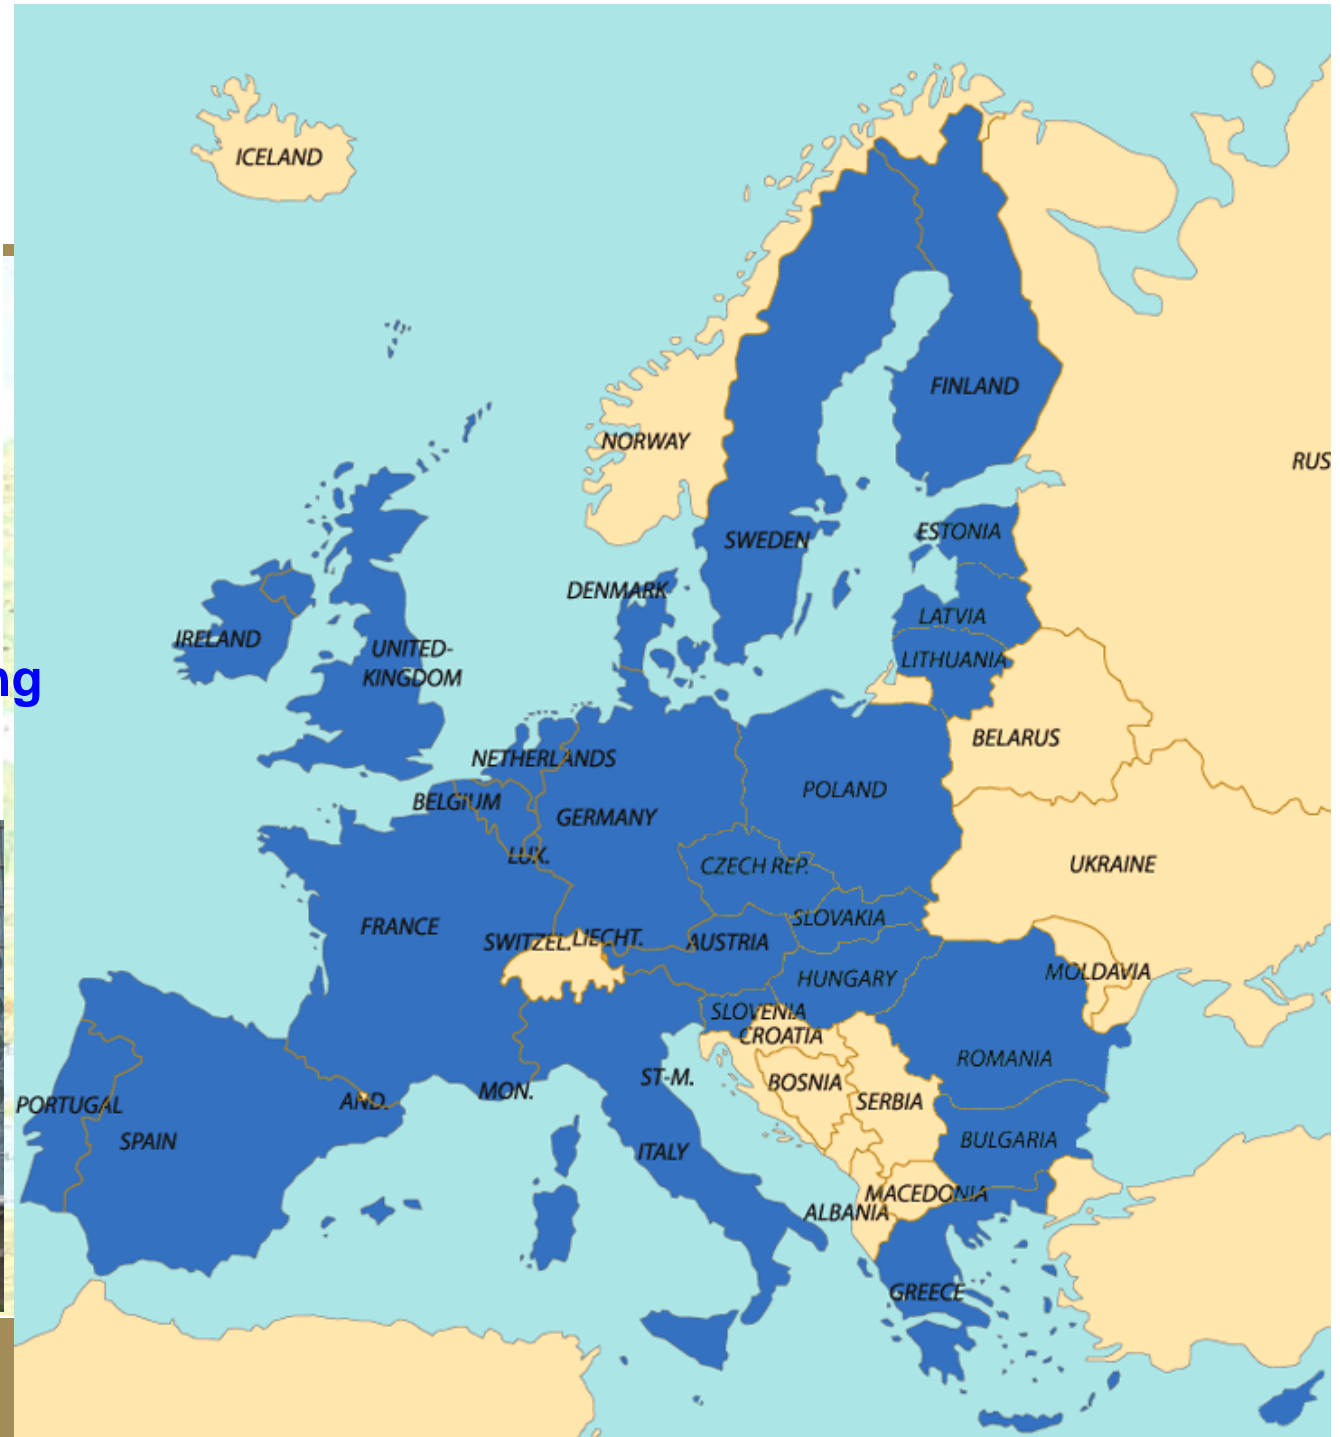 ICELAND
FINLAND
NORWAY
RUS
ESTONIA
SWEDEN
DENMARK
LATVIA
IRELAND
UNITED-
KINGDOM
LITHUANIA
ng
BELARUS
NETHERLANDS
POLAND
BELGIUM
GERMANY
LUX.
CZECH REP.
UKRAINE
SLOVAKIA
FRANCE
SWITZEL.
LIECHT.
AUSTRIA
MOLDAVIA
HUNGARY
SLOVENIA
CROATIA
ROMANIA
ST-M.
BOSNIA
MON.
AND.
SERBIA
PORTUGAL
SPAIN
BULGARIA
ITALY
MACEDONIA
ALBANIA
GREECE